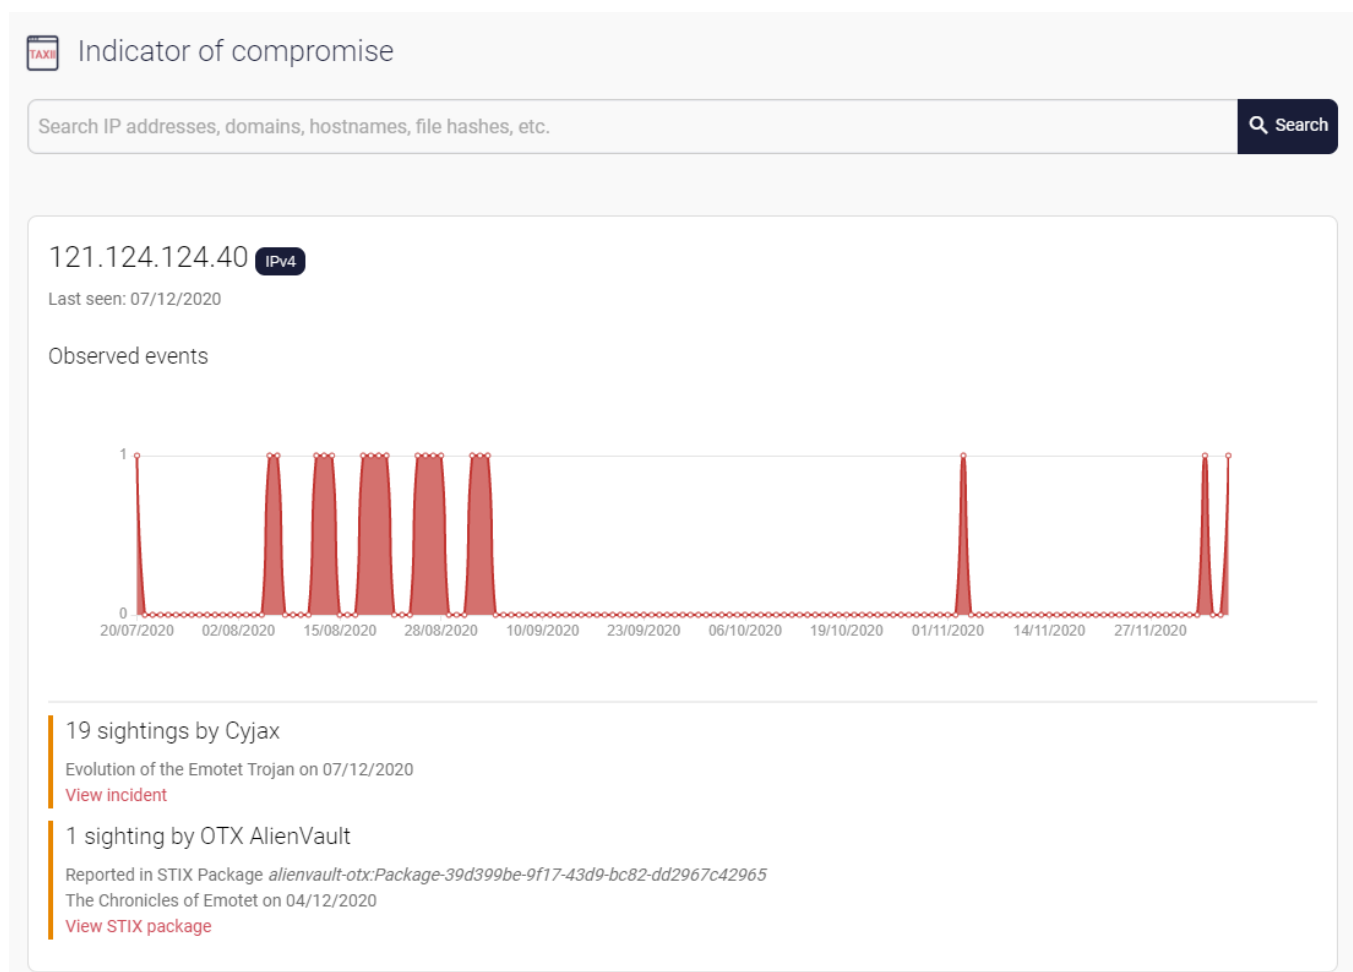 TAXII
Indicator of compromise
Search IP addresses, domains, hostnames, file hashes, etc.
Search
121.124.124.40 IPv4
Last seen: 07/12/2020
Observed events
1
0
20/07/2020 02/08/2020 15/08/2020 28/08/2020 10/09/2020 23/09/2020 06/10/2020 19/10/2020 01/11/2020 14/11/2020 27/11/2020
19 sightings by Cyjax
Evolution of the Emotet Trojan on 07/12/2020
View incident
1 sighting by OTX AlienVault
Reported in STIX Package alienvault-otx:Package-39d399be-9f17-43d9-bc82-dd2967c42965
The Chronicles of Emotet on 04/12/2020
View STIX package